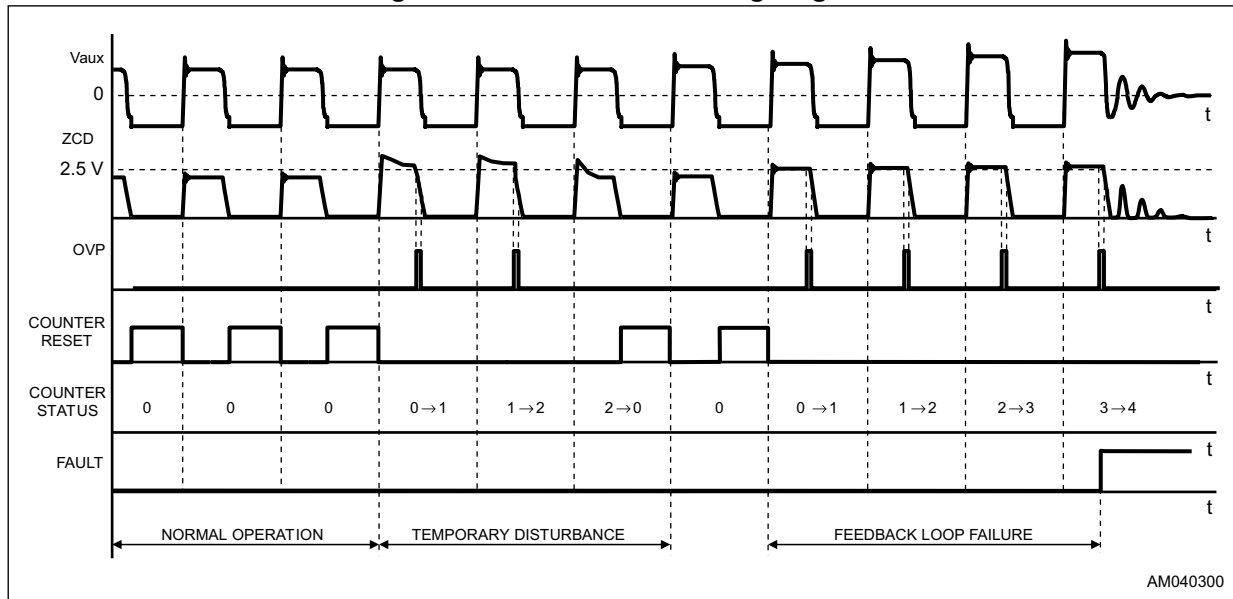 Vaux
0
t
ZCD
2.5 V
t
OVP
t
COUNTER
RESET
t
COUNTER
STATUS
0 0 0 0→1 1→2 2→0 0 0→1 1→2 2→3 3→4
t
FAULT
t
NORMAL OPERATION TEMPORARY DISTURBANCE FEEDBACK LOOP FAILURE
AM040300